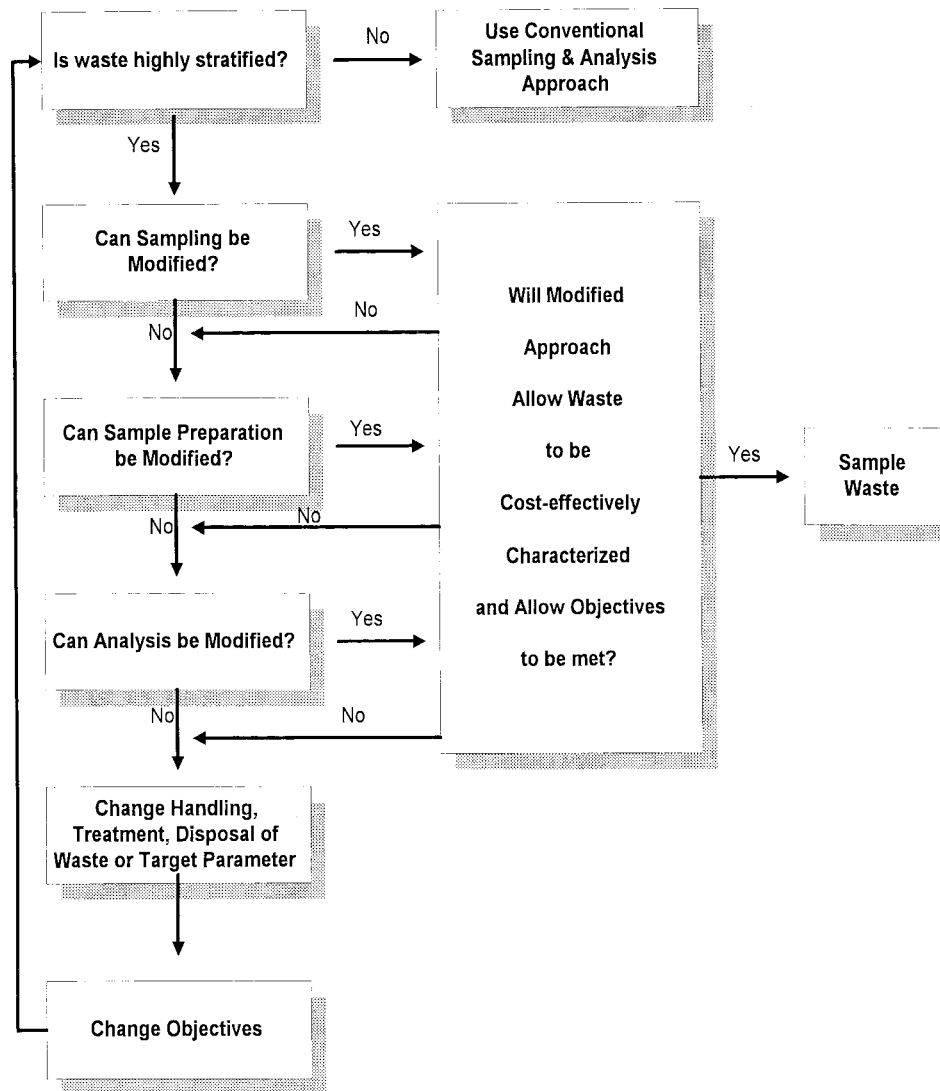 Is waste highly stratified?
No
Use Conventional
Sampling & Analysis
Approach
Yes
Can Sampling be
Modified?
Yes
No
No
Can Sample Preparation
be Modified?
Yes
No
No
Can Analysis be Modified?
Yes
No
No
Will Modified
Approach
Allow Waste
to be
Cost-effectively
Characterized
and Allow Objectives
to be met?
Yes
Sample
Waste
Change Handling,
Treatment, Disposal of
Waste or Target Parameter
Change Objectives